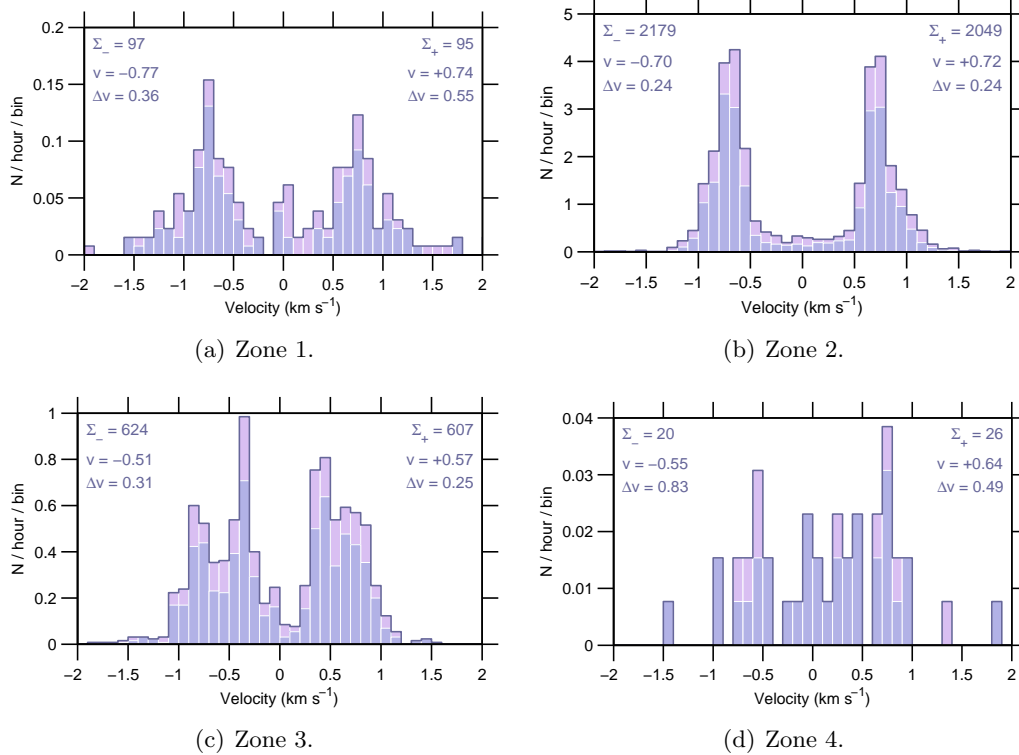 0.2
0.15
0.1
0.05
0
N / hour / bin
Σ₋ = 97
v = −0.77
Δv = 0.36
Σ₊ = 95
v = +0.74
Δv = 0.55
−2 −1.5 −1 −0.5 0 0.5 1 1.5 2
Velocity (km s⁻¹)
(a) Zone 1.
5
4
3
2
1
0
N / hour / bin
Σ₋ = 2179
v = −0.70
Δv = 0.24
Σ₊ = 2049
v = +0.72
Δv = 0.24
−2 −1.5 −1 −0.5 0 0.5 1 1.5 2
Velocity (km s⁻¹)
(b) Zone 2.
1
0.8
0.6
0.4
0.2
0
N / hour / bin
Σ₋ = 624
v = −0.51
Δv = 0.31
Σ₊ = 607
v = +0.57
Δv = 0.25
−2 −1.5 −1 −0.5 0 0.5 1 1.5 2
Velocity (km s⁻¹)
(c) Zone 3.
0.04
0.03
0.02
0.01
0
N / hour / bin
Σ₋ = 20
v = −0.55
Δv = 0.83
Σ₊ = 26
v = +0.64
Δv = 0.49
−2 −1.5 −1 −0.5 0 0.5 1 1.5 2
Velocity (km s⁻¹)
(d) Zone 4.